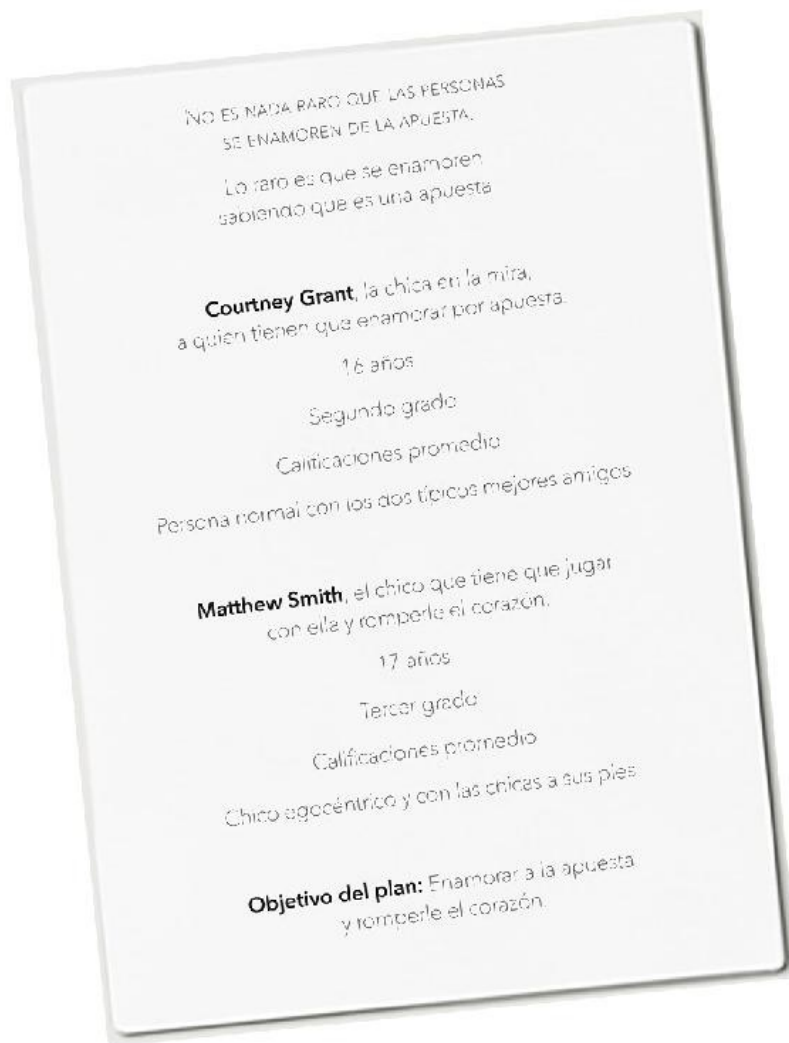 NO ES NADA RARO QUE LAS PERSONAS
SE ENAMOREN DE LA APUESTA.
Lo raro es que se enamoren
sabiendo que es una apuesta
Courtney Grant, la chica en la mira,
a quien tienen que enamorar por apuesta.
16 años
Segundo grado
Calificaciones promedio
Persona normal con los dos típicos mejores amigos
Matthew Smith, el chico que tiene que jugar
con ella y romperle el corazón.
17 años
Tercer grado
Calificaciones promedio
Chico egocéntrico y con las chicas a sus pies
Objetivo del plan: Enamorar a la apuesta
y romperle el corazón.